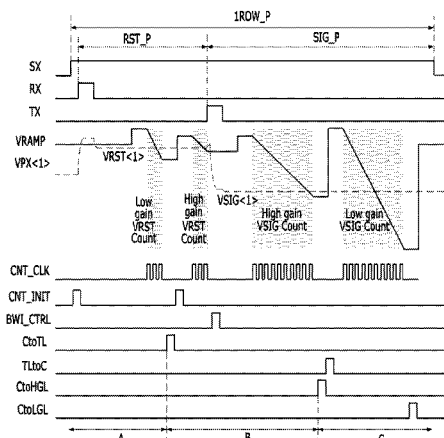 1ROW_P
RST_P
SIG_P
SX
RX
TX
VRAMP
VPX<1>
VRST<1>
VSIG<1>
Low
gain
VRST
Count
High
gain
VRST
Count
High gain
VSIG Count
Low gain
VSIG Count
CNT_CLK
CNT_INIT
BWI_CTRL
CtoTL
TLtoC
CtoHGL
CtoLGL
A
B
C